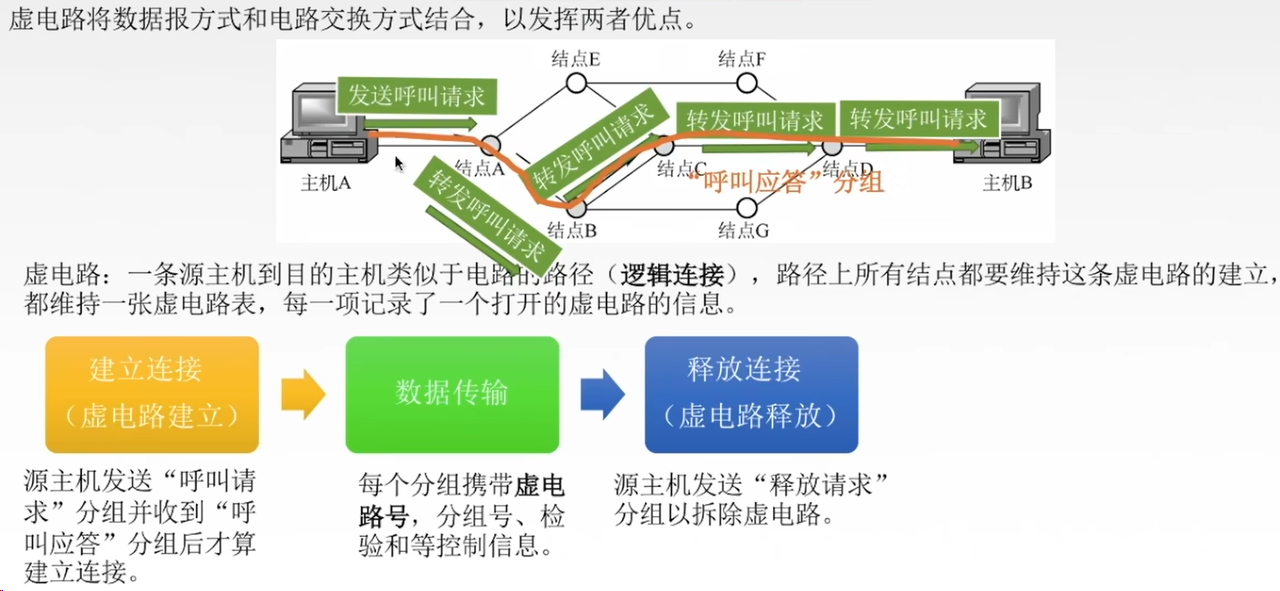 虚电路将数据报方式和电路交换方式结合，以发挥两者优点。
结点E
结点F
发送呼叫请求
转发呼叫请求
转发呼叫请求
转发呼叫请求
结点A
转发呼叫请求
结点C
结点D
“呼叫应答”分组
主机A
主机B
结点B
结点G
虚电路：一条源主机到目的主机类似于电路的路径（逻辑连接），路径上所有结点都要维持这条虚电路的建立，
都维持一张虚电路表，每一项记录了一个打开的虚电路的信息。
建立连接
（虚电路建立）
数据传输
释放连接
（虚电路释放）
源主机发送“呼叫请
求”分组并收到“呼
叫应答”分组后才算
建立连接。
每个分组携带虚电
路号，分组号、检
验和等控制信息。
源主机发送“释放请求”
分组以拆除虚电路。